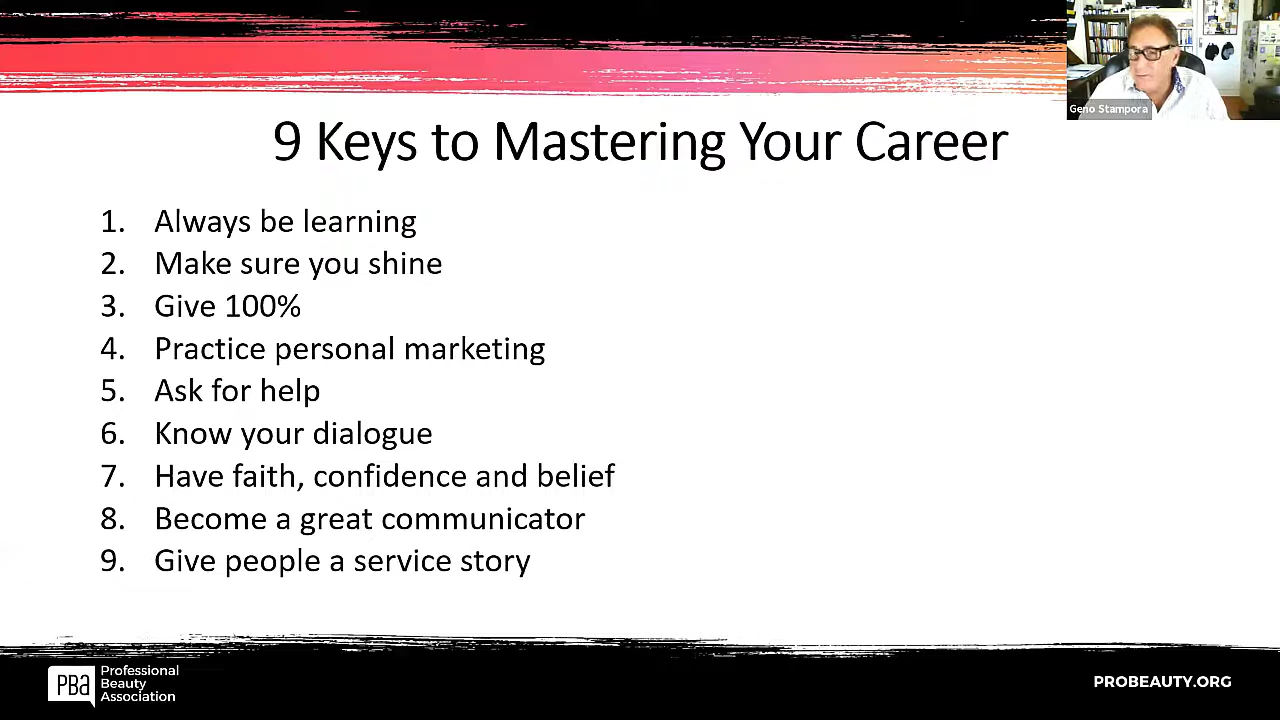 Geno Stampora
9 Keys to Mastering Your Career
1. Always be learning
2. Make sure you shine
3. Give 100%
4. Practice personal marketing
5. Ask for help
6. Know your dialogue
7. Have faith, confidence and belief
8. Become a great communicator
9. Give people a service story
PBa
Professional
Beauty
Association
PROBEAUTY.ORG